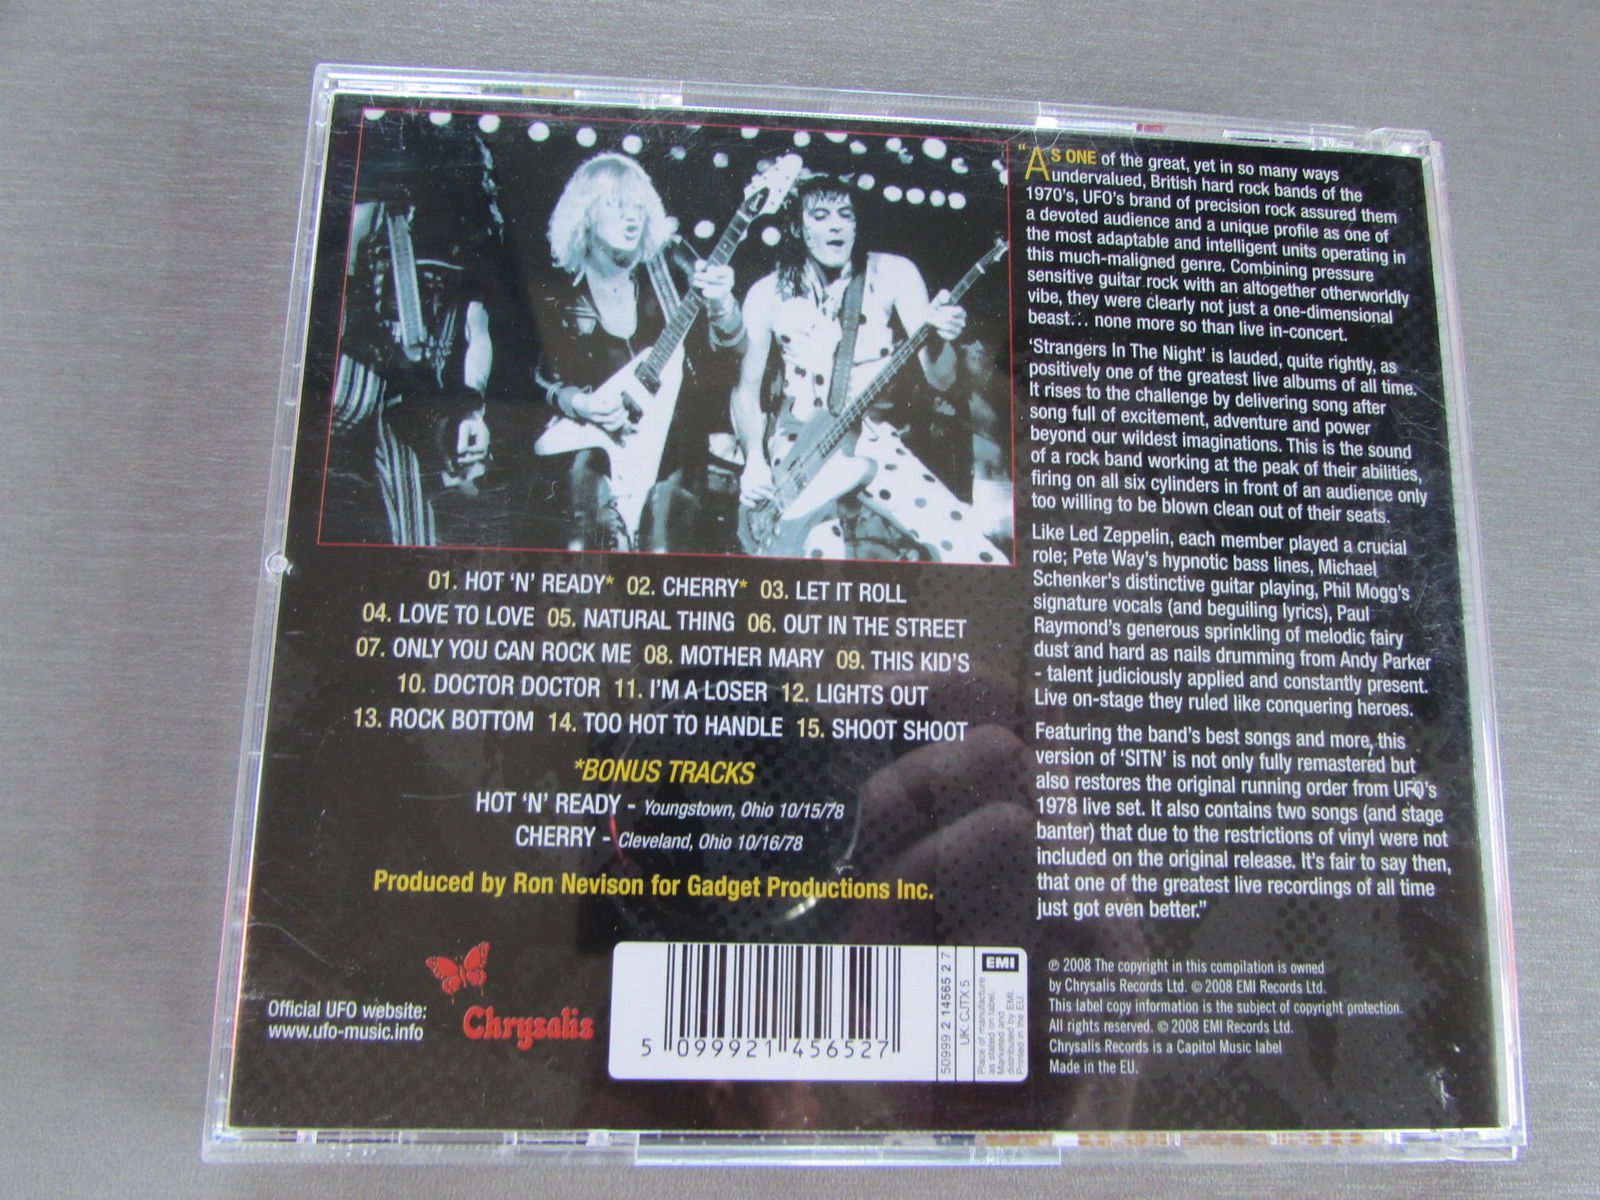 01. HOT ‘N’ READY* 02. CHERRY* 03. LET IT ROLL
04. LOVE TO LOVE 05. NATURAL THING 06. OUT IN THE STREET
07. ONLY YOU CAN ROCK ME 08. MOTHER MARY 09. THIS KID'S
10. DOCTOR DOCTOR 11. I'M A LOSER 12. LIGHTS OUT
13. ROCK BOTTOM 14. TOO HOT TO HANDLE 15. SHOOT SHOOT
*BONUS TRACKS
HOT ‘N’ READY - Youngstown, Ohio 10/15/78
CHERRY - Cleveland, Ohio 10/16/78
Produced by Ron Nevison for Gadget Productions Inc.
“AS ONE of the great, yet in so many ways
undervalued, British hard rock bands of the
1970's, UFO's brand of precision rock assured them
a devoted audience and a unique profile as one of
the most adaptable and intelligent units operating in
this much-maligned genre. Combining pressure
sensitive guitar rock with an altogether otherworldly
vibe, they were clearly not just a one-dimensional
beast... none more so than live in-concert.
‘Strangers In The Night’ is lauded, quite rightly, as
positively one of the greatest live albums of all time.
It rises to the challenge by delivering song after
song full of excitement, adventure and power
beyond our wildest imaginations. This is the sound
of a rock band working at the peak of their abilities,
firing on all six cylinders in front of an audience only
too willing to be blown clean out of their seats.
Like Led Zeppelin, each member played a crucial
role; Pete Way's hypnotic bass lines, Michael
Schenker's distinctive guitar playing, Phil Mogg's
signature vocals (and beguiling lyrics), Paul
Raymond's generous sprinkling of melodic fairy
dust and hard as nails drumming from Andy Parker
- talent judiciously applied and constantly present.
Live on-stage they ruled like conquering heroes.
Featuring the band's best songs and more, this
version of ‘SITN’ is not only fully remastered but
also restores the original running order from UFO's
1978 live set. It also contains two songs (and stage
banter) that due to the restrictions of vinyl were not
included on the original release. It's fair to say then,
that one of the greatest live recordings of all time
just got even better.”
Official UFO website:
www.ufo-music.info
Chrysalis
5 099921 456527
50999 2 14565 2 7
UK: CJTX 5
EMI
Place of manufacture
as stated on label.
Marketed and
distributed by EMI.
Printed in the EU.
℗ 2008 The copyright in this compilation is owned
by Chrysalis Records Ltd. © 2008 EMI Records Ltd.
This label copy information is the subject of copyright protection.
All rights reserved. © 2008 EMI Records Ltd.
Chrysalis Records is a Capitol Music label
Made in the EU.